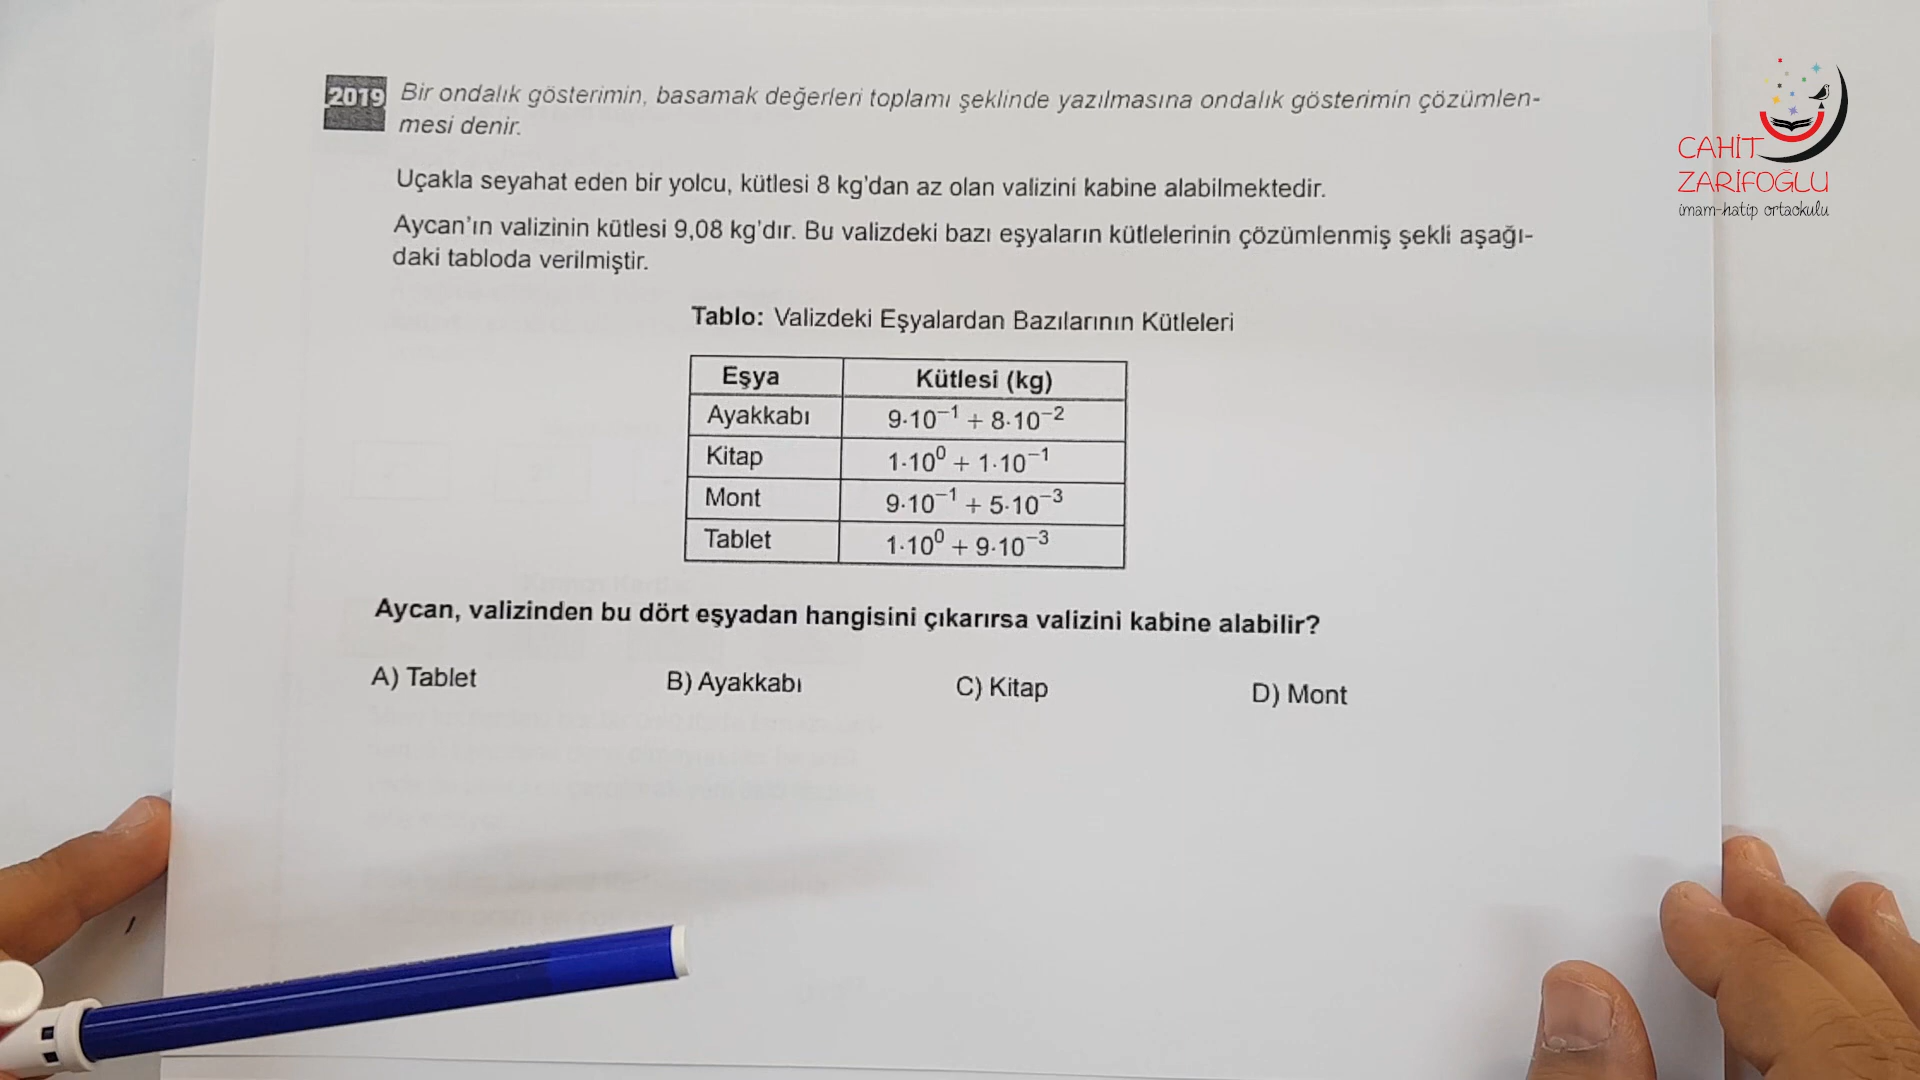 2019 Bir ondalık gösterimin, basamak değerleri toplamı şeklinde yazılmasına ondalık gösterimin çözümlen-
mesi denir.
Uçakla seyahat eden bir yolcu, kütlesi 8 kg'dan az olan valizini kabine alabilmektedir.
Aycan'ın valizinin kütlesi 9,08 kg'dır. Bu valizdeki bazı eşyaların kütlelerinin çözümlenmiş şekli aşağı-
daki tabloda verilmiştir.
Tablo: Valizdeki Eşyalardan Bazılarının Kütleleri
Eşya Kütlesi (kg)
Ayakkabı 9·10⁻¹ + 8·10⁻²
Kitap 1·10⁰ + 1·10⁻¹
Mont 9·10⁻¹ + 5·10⁻³
Tablet 1·10⁰ + 9·10⁻³
Aycan, valizinden bu dört eşyadan hangisini çıkarırsa valizini kabine alabilir?
A) Tablet B) Ayakkabı C) Kitap D) Mont
CAHİT
ZARİFOĞLU
imam-hatip ortaokulu